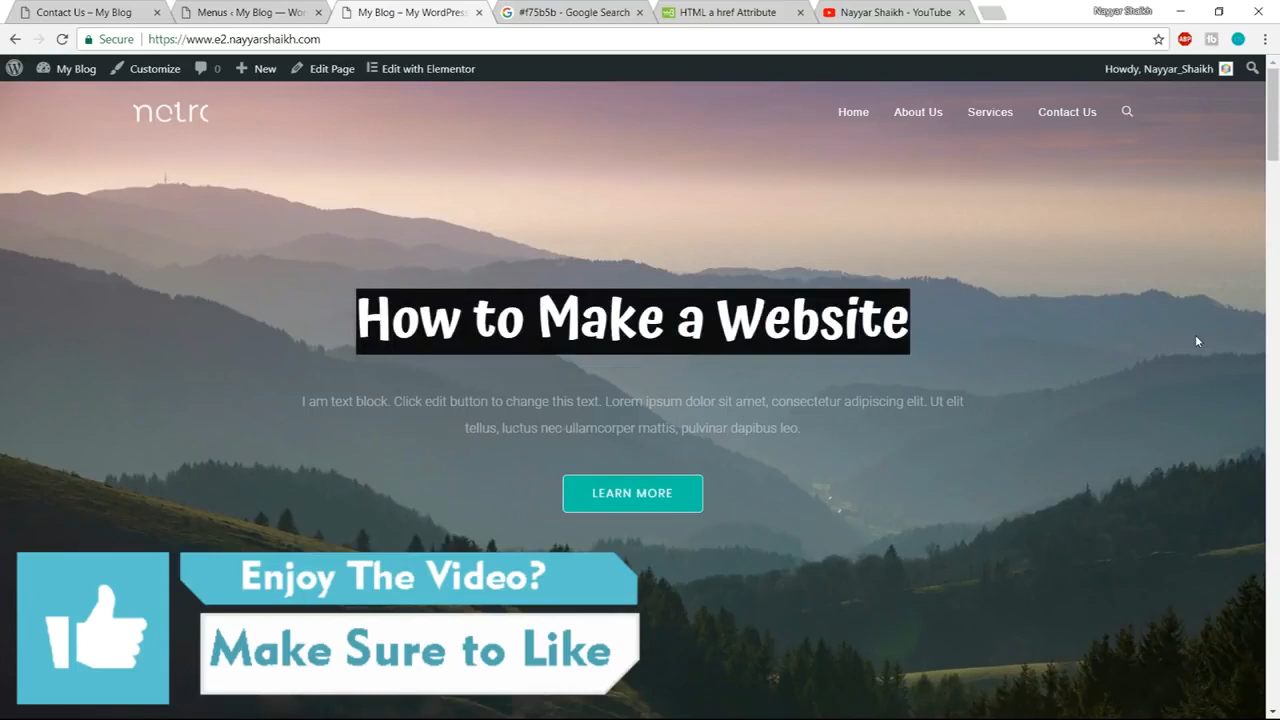 Contact Us – My Blog
Menus ‹ My Blog — Wor
My Blog – My WordPress
#f75b5b - Google Search
HTML a href Attribute
Nayyar Shaikh - YouTube
Nayyar Shaikh
Secure
https://www.e2.nayyarshaikh.com
ABP
My Blog
Customize
0
New
Edit Page
Edit with Elementor
Howdy, Nayyar_Shaikh
Home
About Us
Services
Contact Us
How to Make a Website
I am text block. Click edit button to change this text. Lorem ipsum dolor sit amet, consectetur adipiscing elit. Ut elit
tellus, luctus nec ullamcorper mattis, pulvinar dapibus leo.
LEARN MORE
Enjoy The Video?
Make Sure to Like